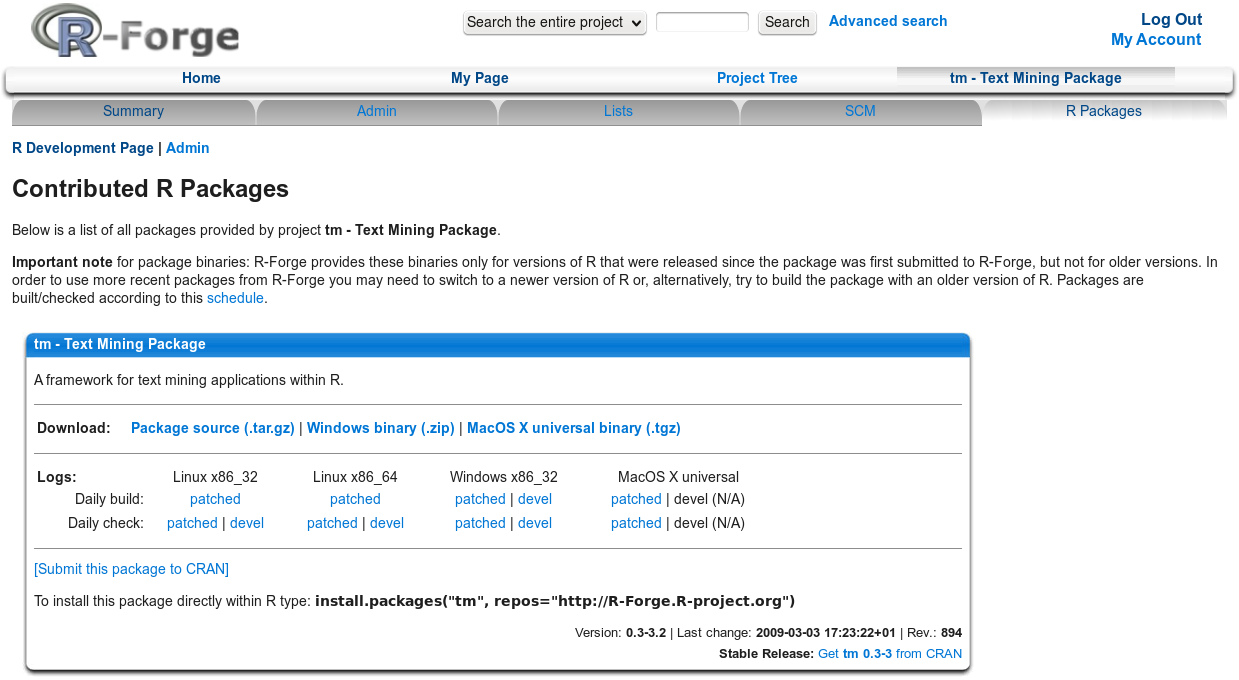 R-Forge
Search the entire project Search Advanced search
Log Out
My Account
Home My Page Project Tree tm - Text Mining Package
Summary Admin Lists SCM R Packages
R Development Page | Admin
Contributed R Packages
Below is a list of all packages provided by project tm - Text Mining Package.
Important note for package binaries: R-Forge provides these binaries only for versions of R that were released since the package was first submitted to R-Forge, but not for older versions. In
order to use more recent packages from R-Forge you may need to switch to a newer version of R or, alternatively, try to build the package with an older version of R. Packages are
built/checked according to this schedule.
tm - Text Mining Package
A framework for text mining applications within R.
Download: Package source (.tar.gz) | Windows binary (.zip) | MacOS X universal binary (.tgz)
Logs: Linux x86_32 Linux x86_64 Windows x86_32 MacOS X universal
Daily build: patched patched patched | devel patched | devel (N/A)
Daily check: patched | devel patched | devel patched | devel patched | devel (N/A)
[Submit this package to CRAN]
To install this package directly within R type: install.packages("tm", repos="http://R-Forge.R-project.org")
Version: 0.3-3.2 | Last change: 2009-03-03 17:23:22+01 | Rev.: 894
Stable Release: Get tm 0.3-3 from CRAN